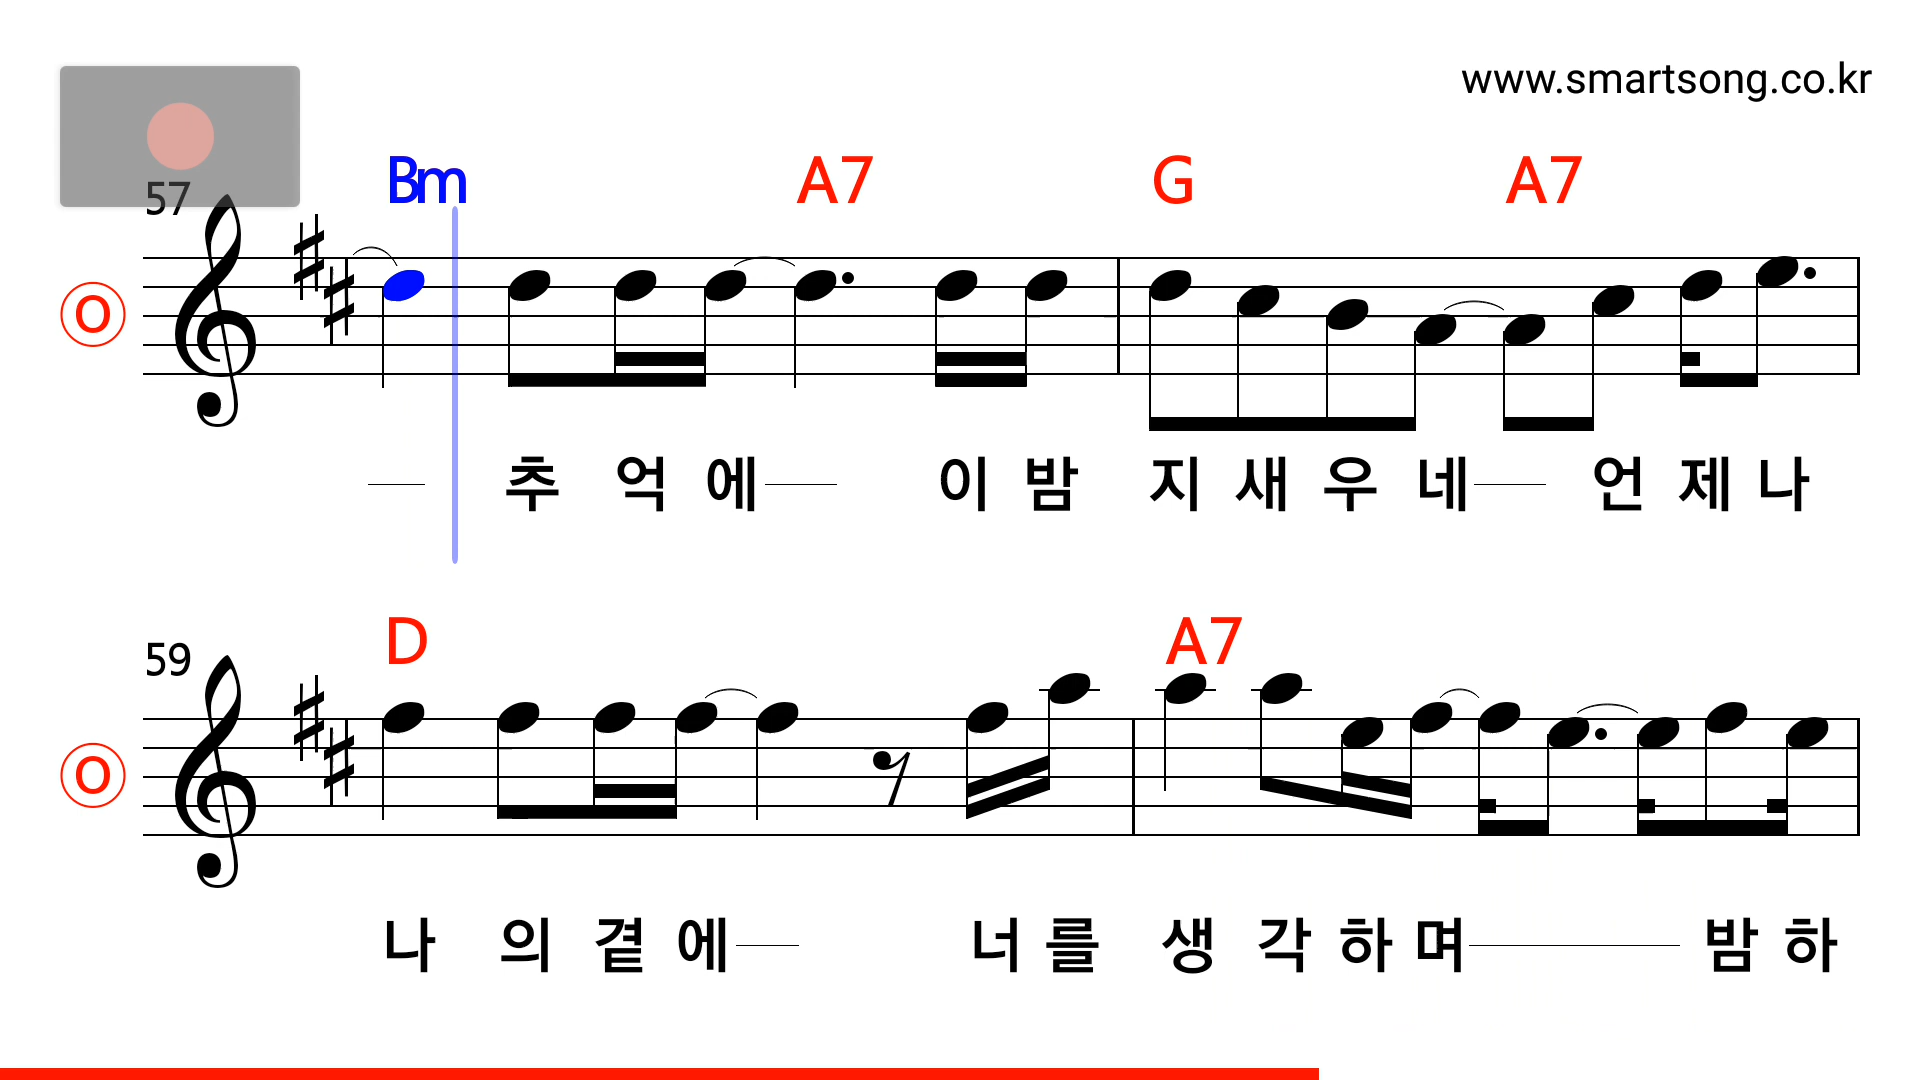 www.smartsong.co.kr
57
Bm A7 G A7
O
추 억 에 이 밤 지 새 우 네 언 제 나
59
D A7
O
나 의 곁 에 너 를 생 각 하 며 밤 하